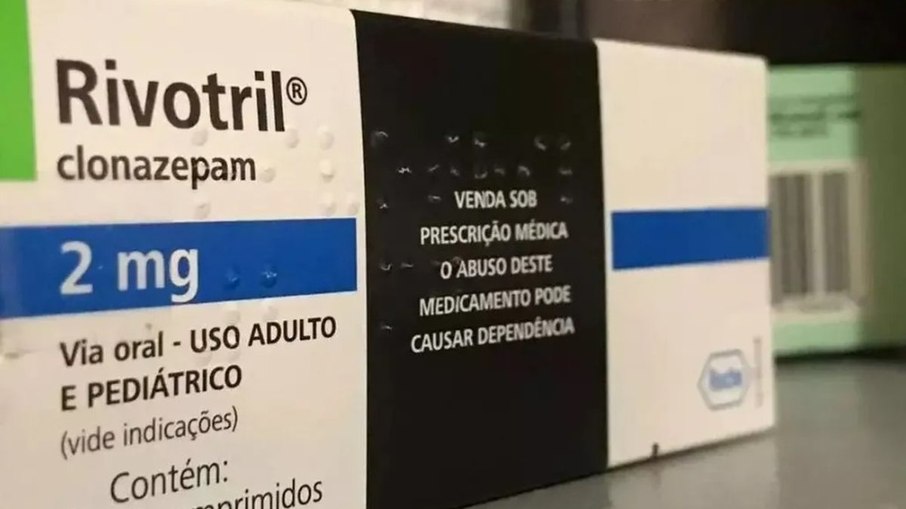 Rivotril®
clonazepam
2 mg
Via oral - USO ADULTO
E PEDIÁTRICO
(vide indicações)
Contém:
VENDA SOB
PRESCRIÇÃO MÉDICA
O ABUSO DESTE
MEDICAMENTO PODE
CAUSAR DEPENDÊNCIA
Roche